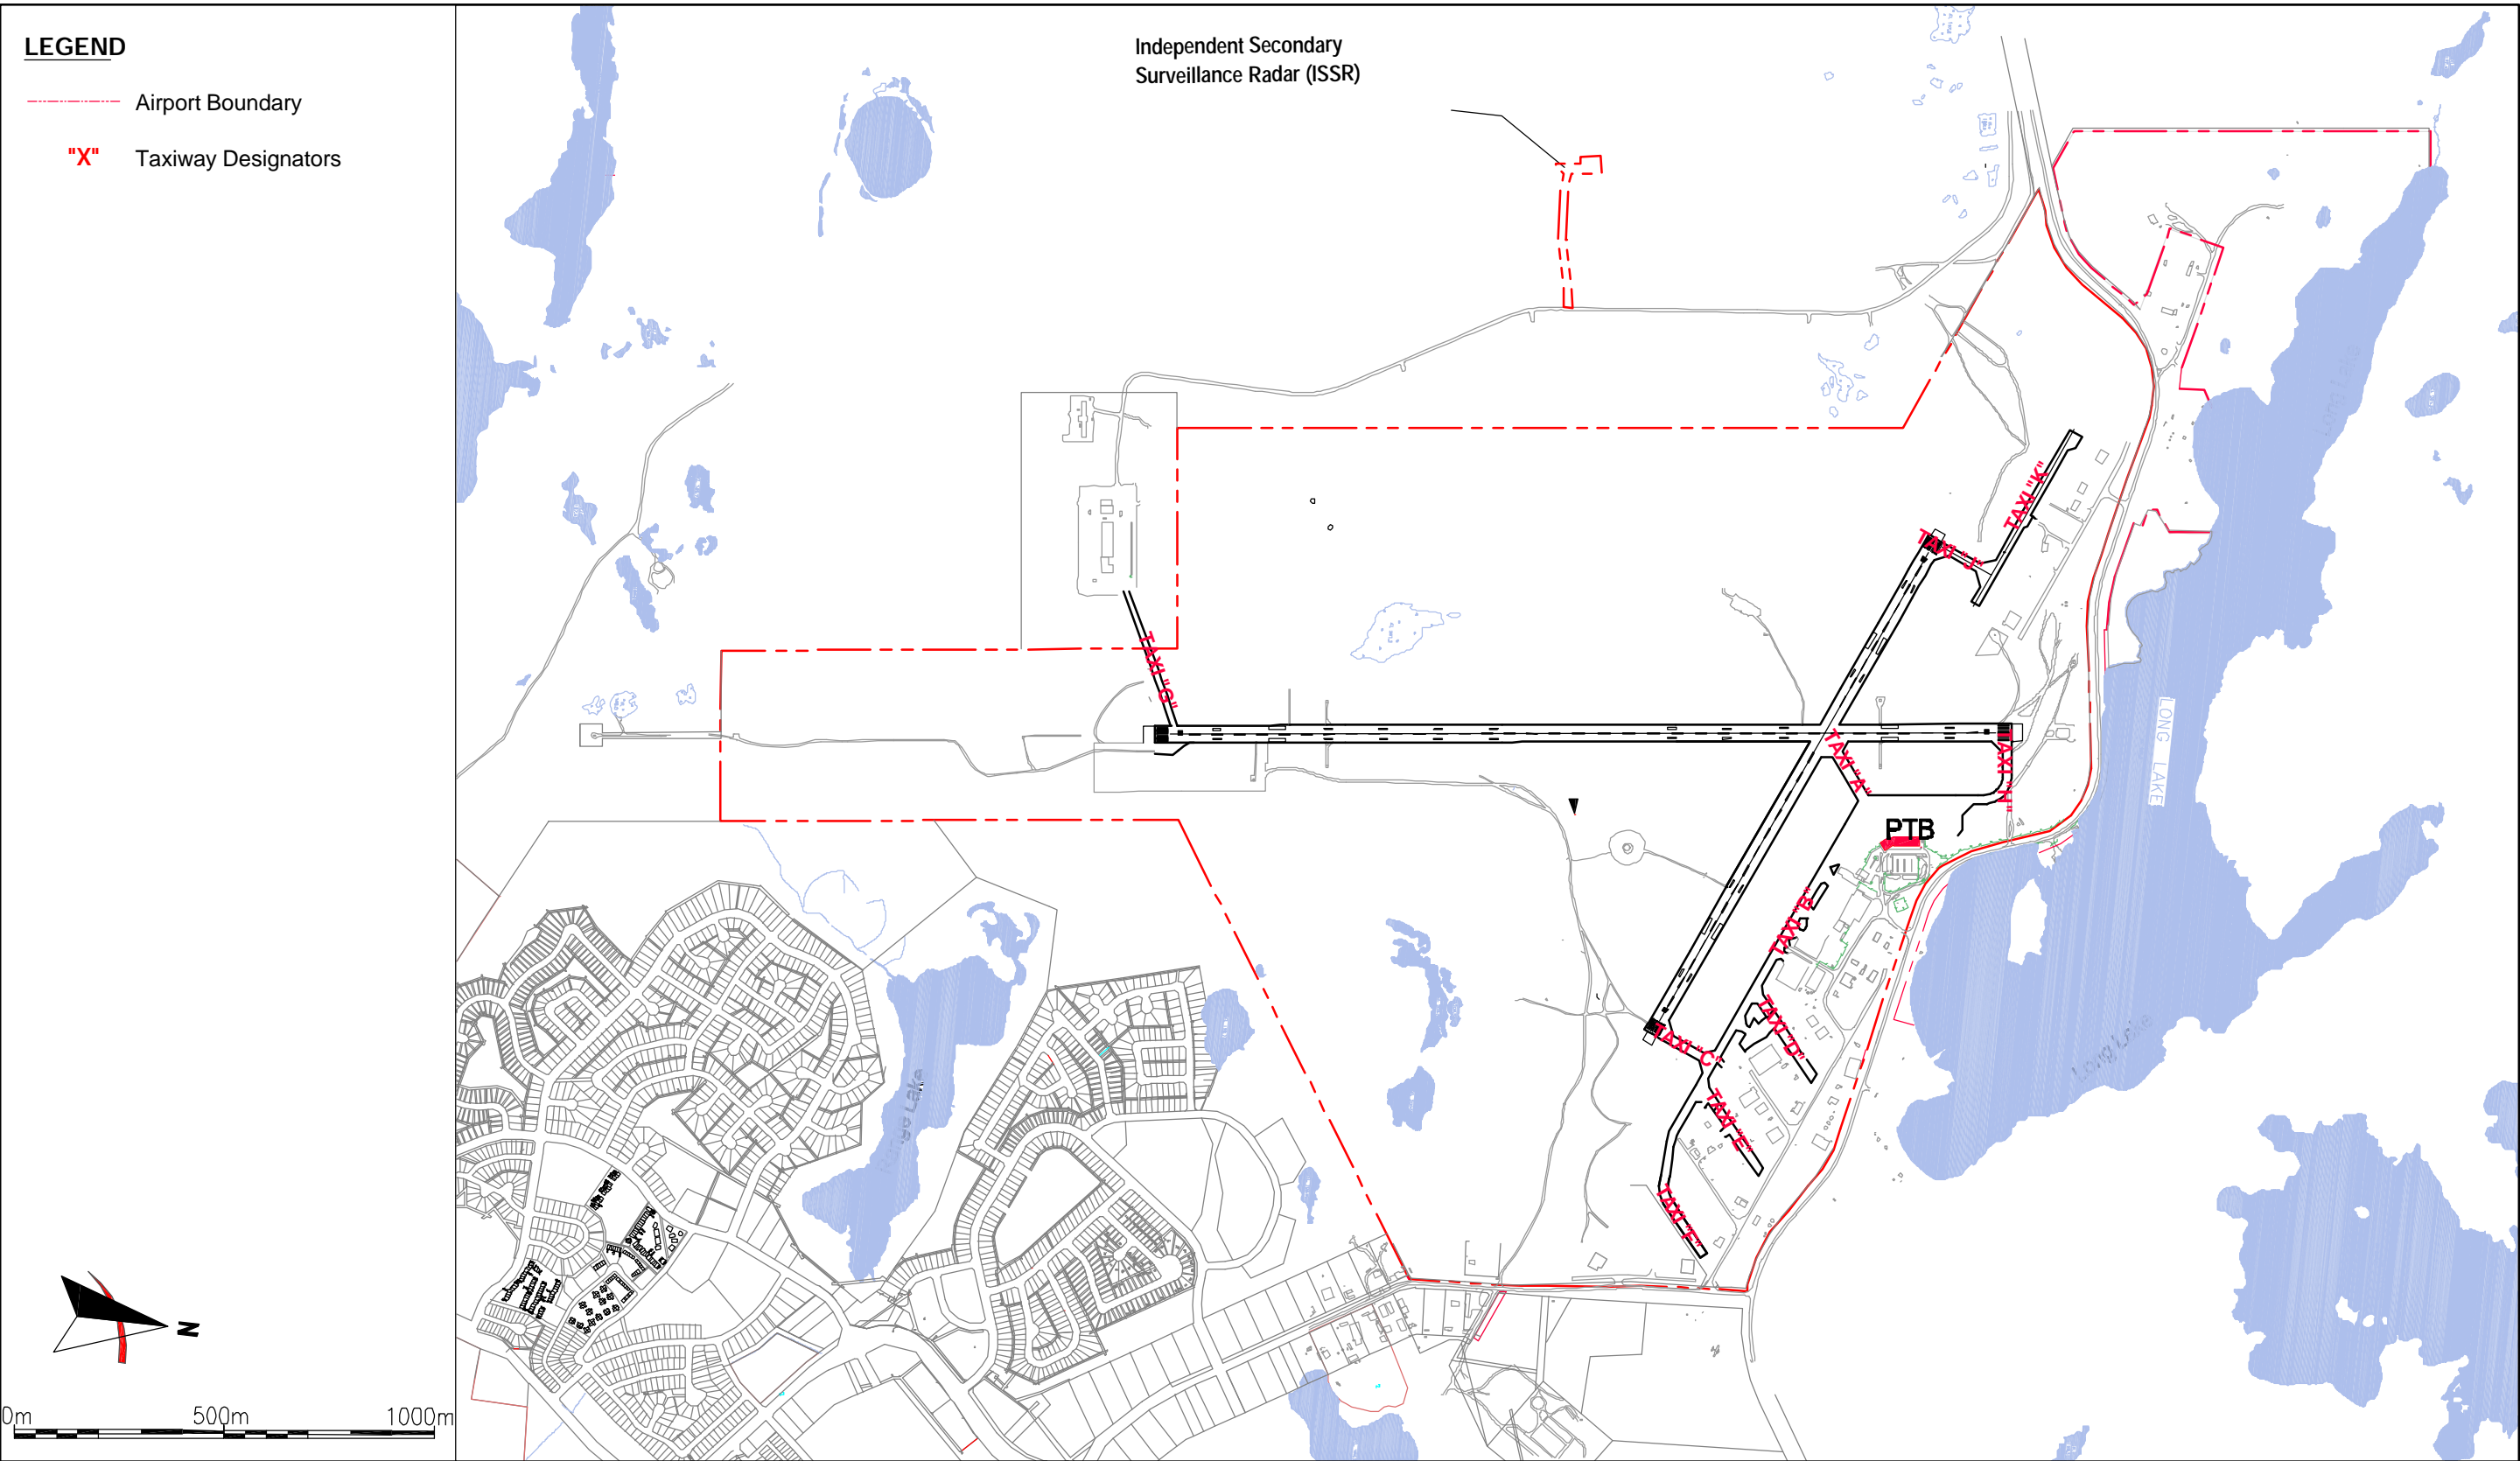 LEGEND
Airport Boundary
"X" Taxiway Designators
Independent Secondary
Surveillance Radar (ISSR)
TAXI "K"
TAXI "J"
TAXI "G"
TAXI "A"
TAXI "H"
LONG LAKE
PTB
TAXI "B"
TAXI "D"
TAXI "C"
Long Lake
TAXI "E"
TAXI "F"
N
0m 500m 1000m